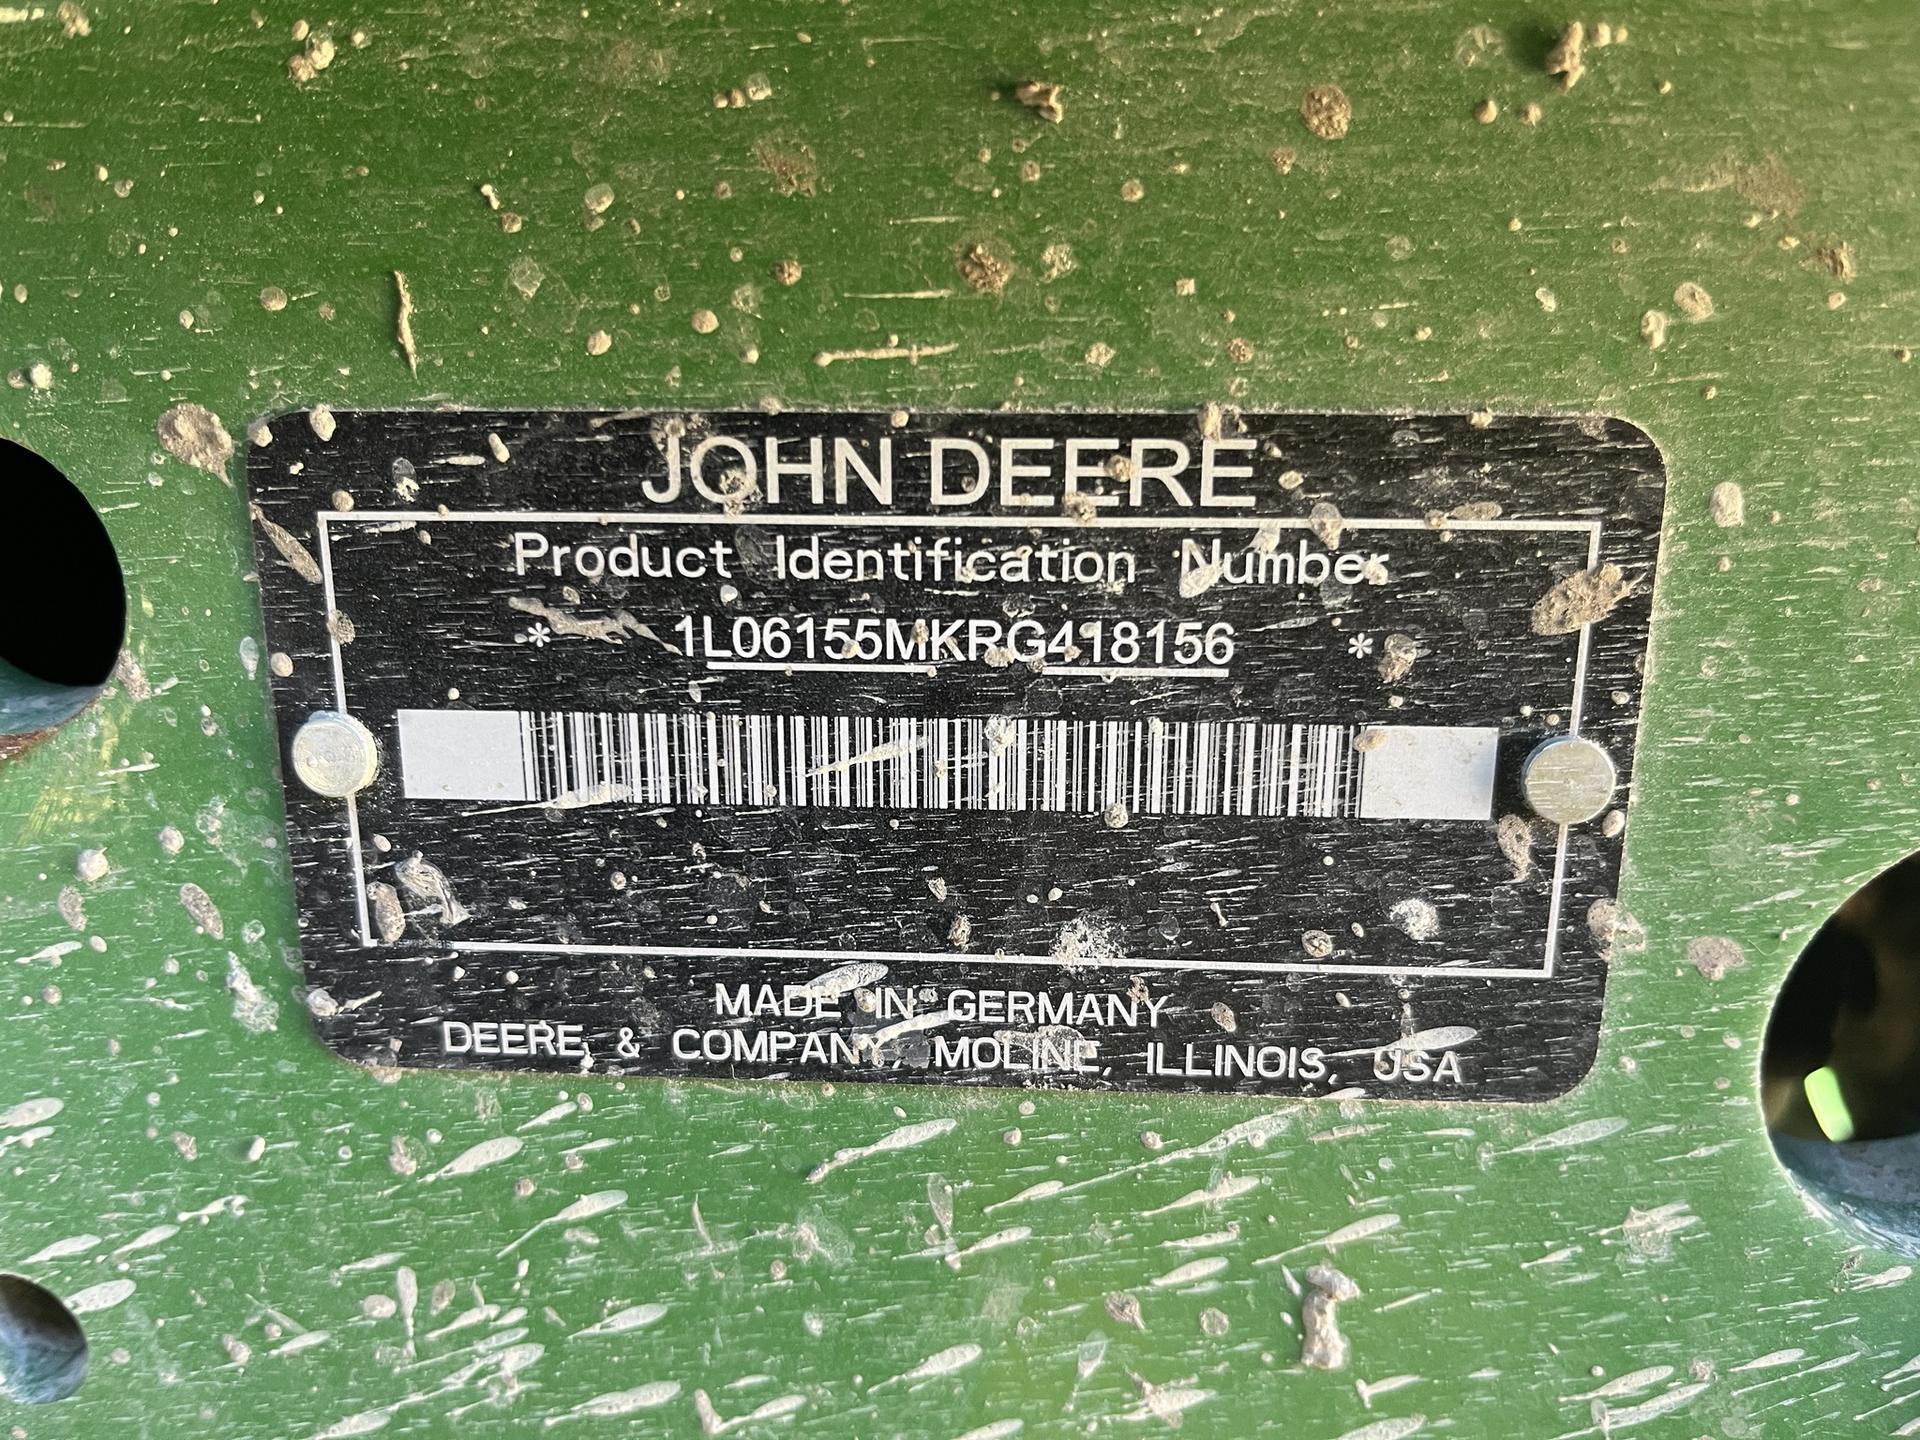 JOHN DEERE
Product Identification Number
* 1L06155MKRG418156 *
MADE IN GERMANY
DEERE & COMPANY, MOLINE, ILLINOIS, USA